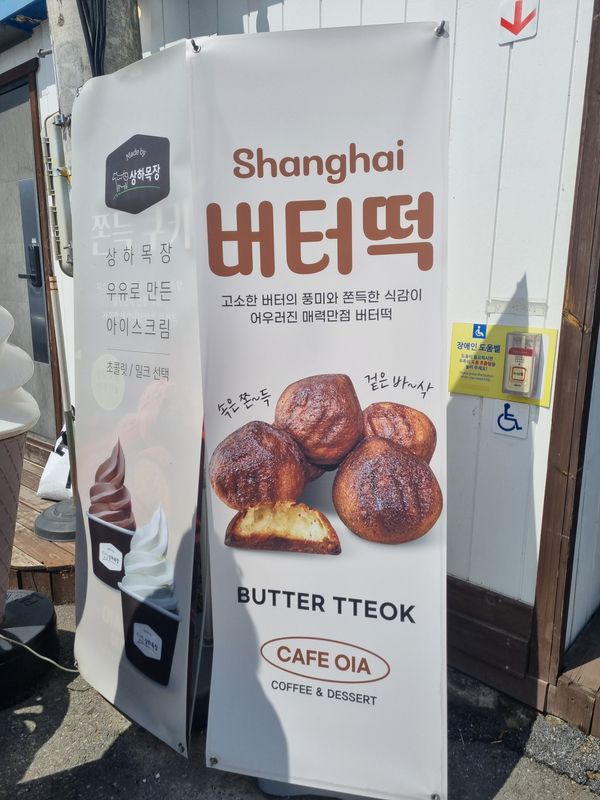 Made by
상하목장
쫀득 쿠키
상하목장
우유로 만든
아이스크림
초콜릿 / 밀크 선택
Shanghai
버터떡
고소한 버터의 풍미와 쫀득한 식감이
어우러진 매력만점 버터떡
속은 쫀~득
겉은 바~삭
BUTTER TTEOK
CAFE OIA
COFFEE & DESSERT
장애인 도움벨